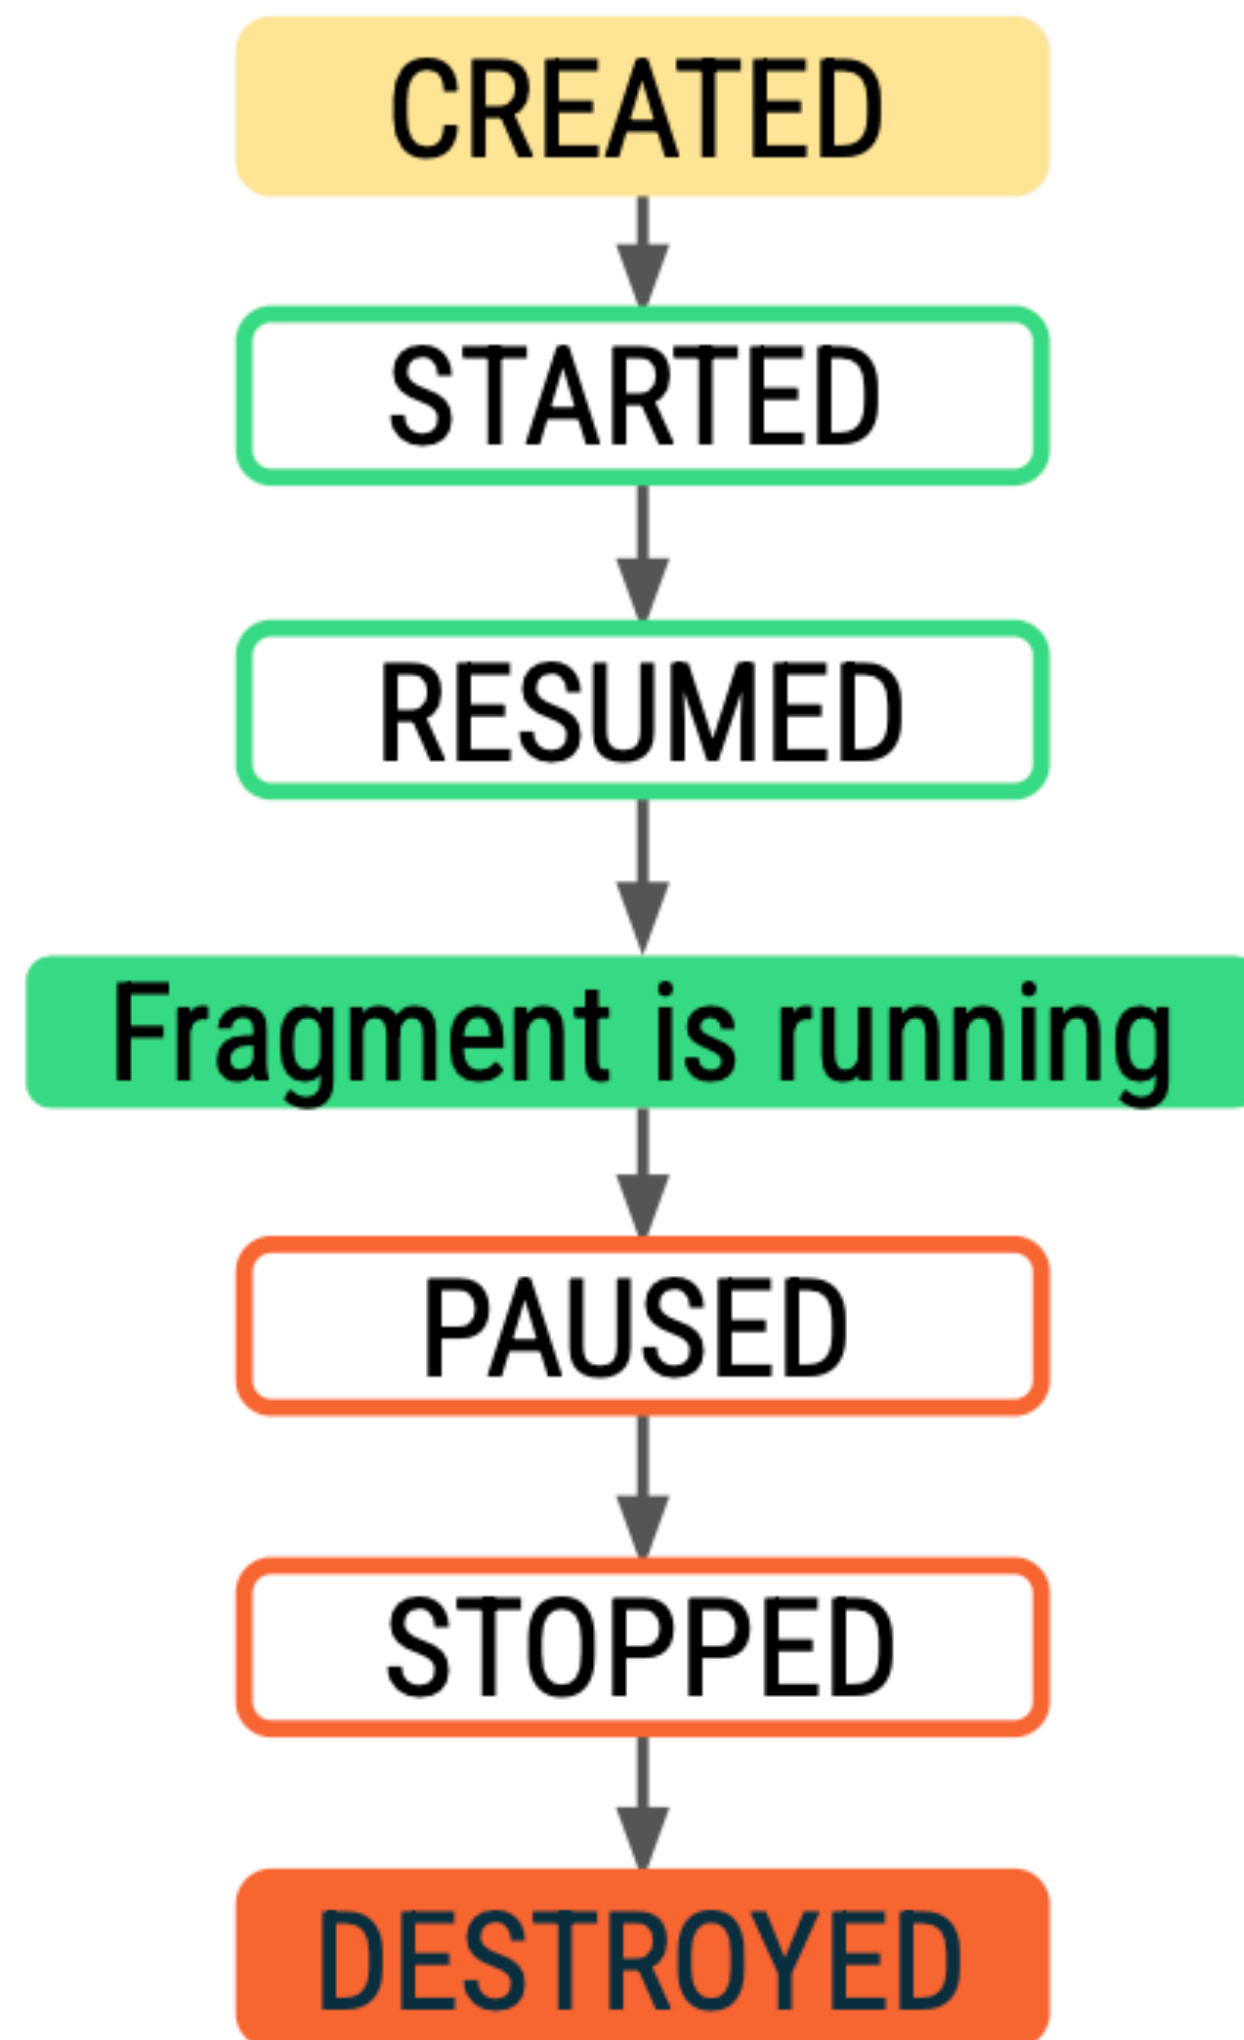 CREATED
STARTED
RESUMED
Fragment is running
PAUSED
STOPPED
DESTROYED